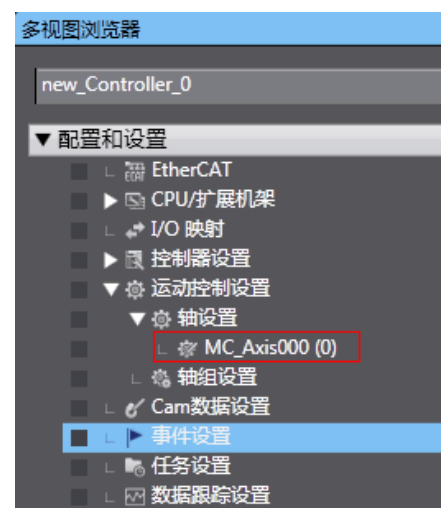 多视图浏览器
new_Controller_0
▼ 配置和设置
EtherCAT
CPU/扩展机架
I/O 映射
控制器设置
运动控制设置
轴设置
MC_Axis000 (0)
轴组设置
Cam数据设置
事件设置
任务设置
数据跟踪设置